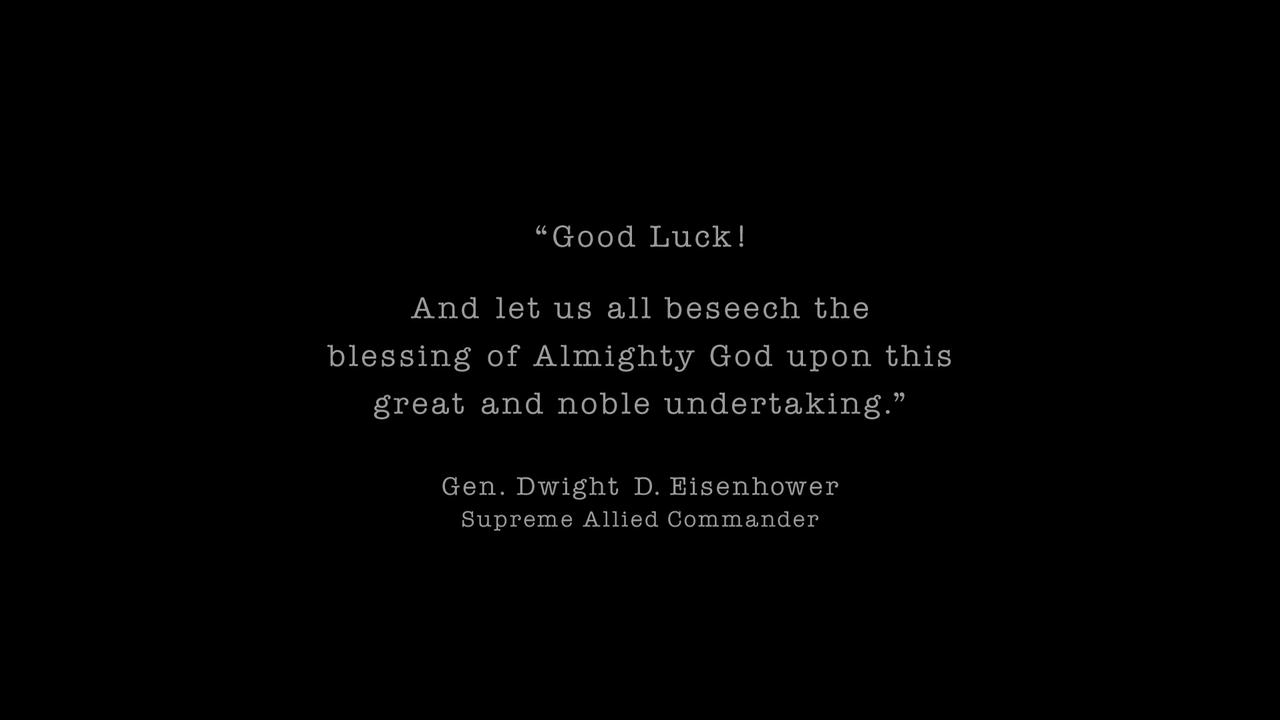 “Good Luck!
And let us all beseech the
blessing of Almighty God upon this
great and noble undertaking.”
Gen. Dwight D. Eisenhower
Supreme Allied Commander